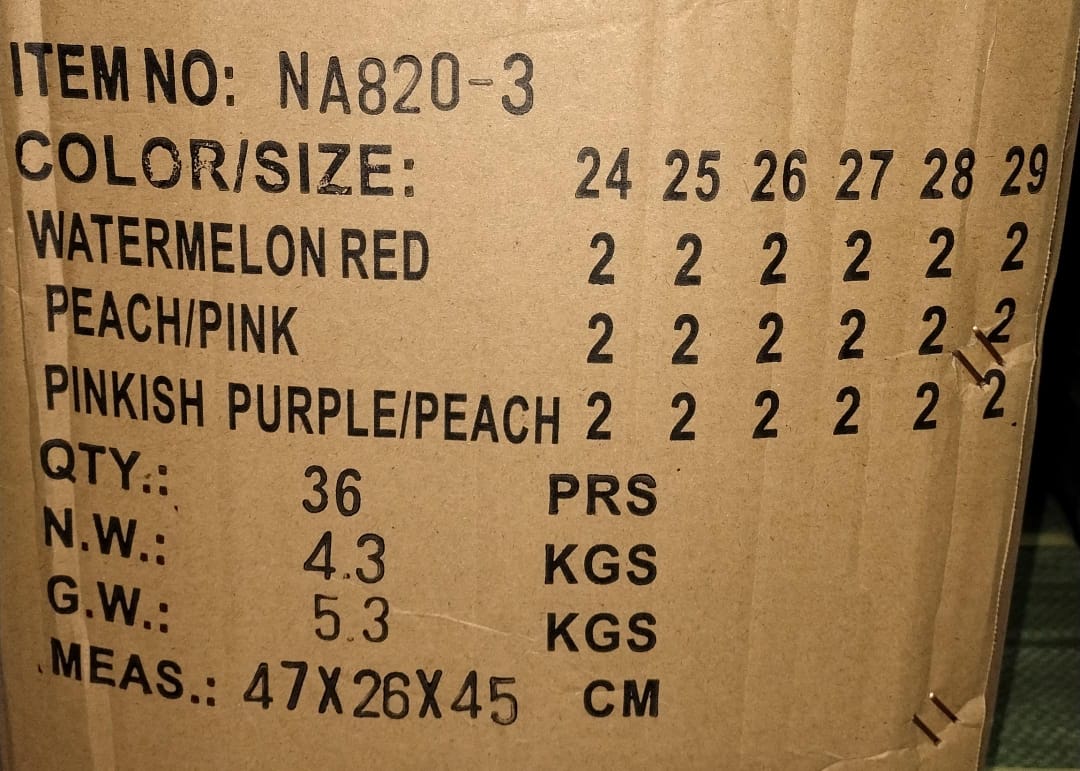 ITEM NO: NA820-3
COLOR/SIZE: 24 25 26 27 28 29
WATERMELON RED 2 2 2 2 2 2
PEACH/PINK 2 2 2 2 2 2
PINKISH PURPLE/PEACH 2 2 2 2 2 2
QTY.: 36 PRS
N.W.: 4.3 KGS
G.W.: 5.3 KGS
MEAS.: 47X26X45 CM